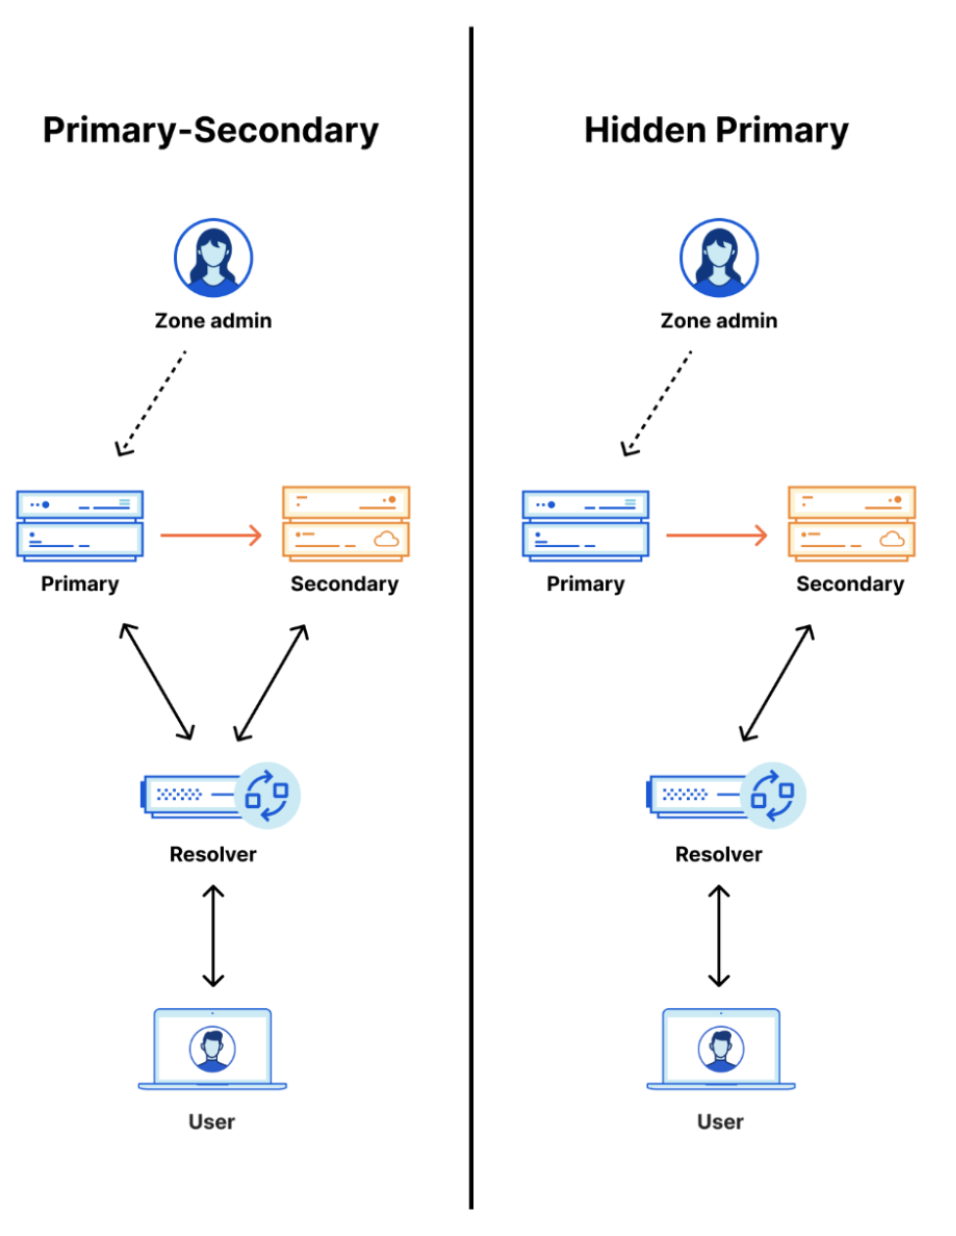 Primary-Secondary
Zone admin
Primary
Secondary
Resolver
User
Hidden Primary
Zone admin
Primary
Secondary
Resolver
User